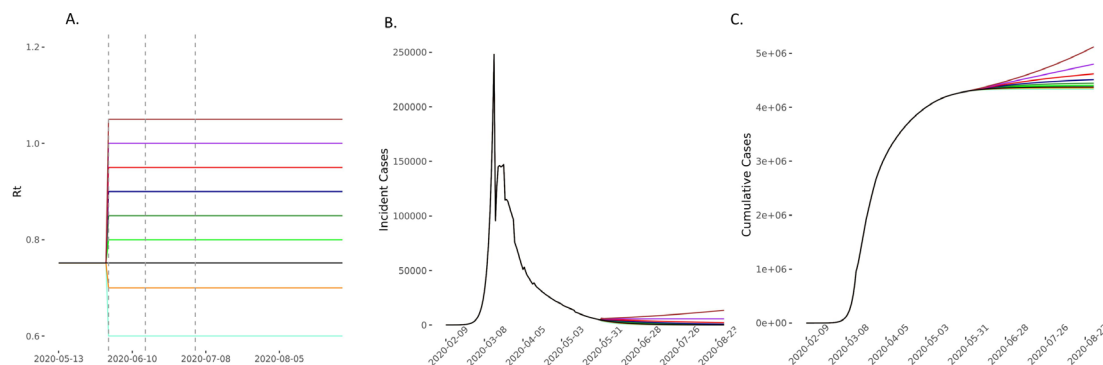 A.
1.2
1.0
Rt
0.8
0.6
2020-05-13 2020-06-10 2020-07-08 2020-08-05
B.
250000
200000
150000
Incident Cases
100000
50000
0
2020-02-09 2020-03-08 2020-04-05 2020-05-03 2020-05-31 2020-06-28 2020-07-26 2020-08-23
C.
5e+06
4e+06
3e+06
Cumulative Cases
2e+06
1e+06
0e+00
2020-02-09 2020-03-08 2020-04-05 2020-05-03 2020-05-31 2020-06-28 2020-07-26